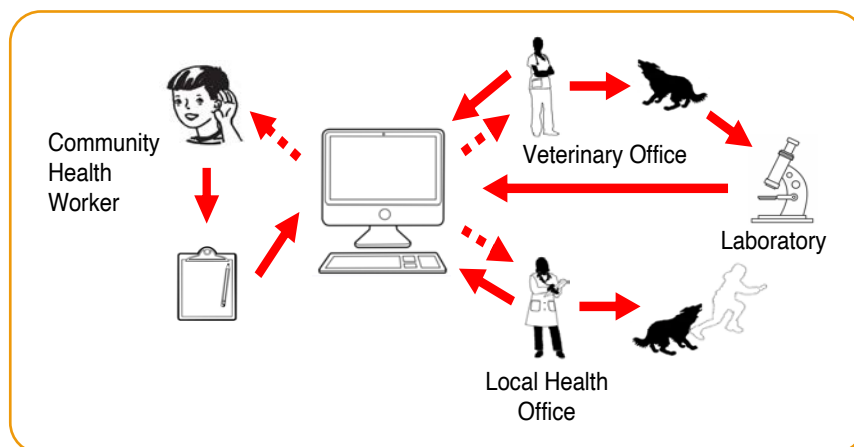 Community
Health
Worker
Veterinary Office
Laboratory
Local Health
Office